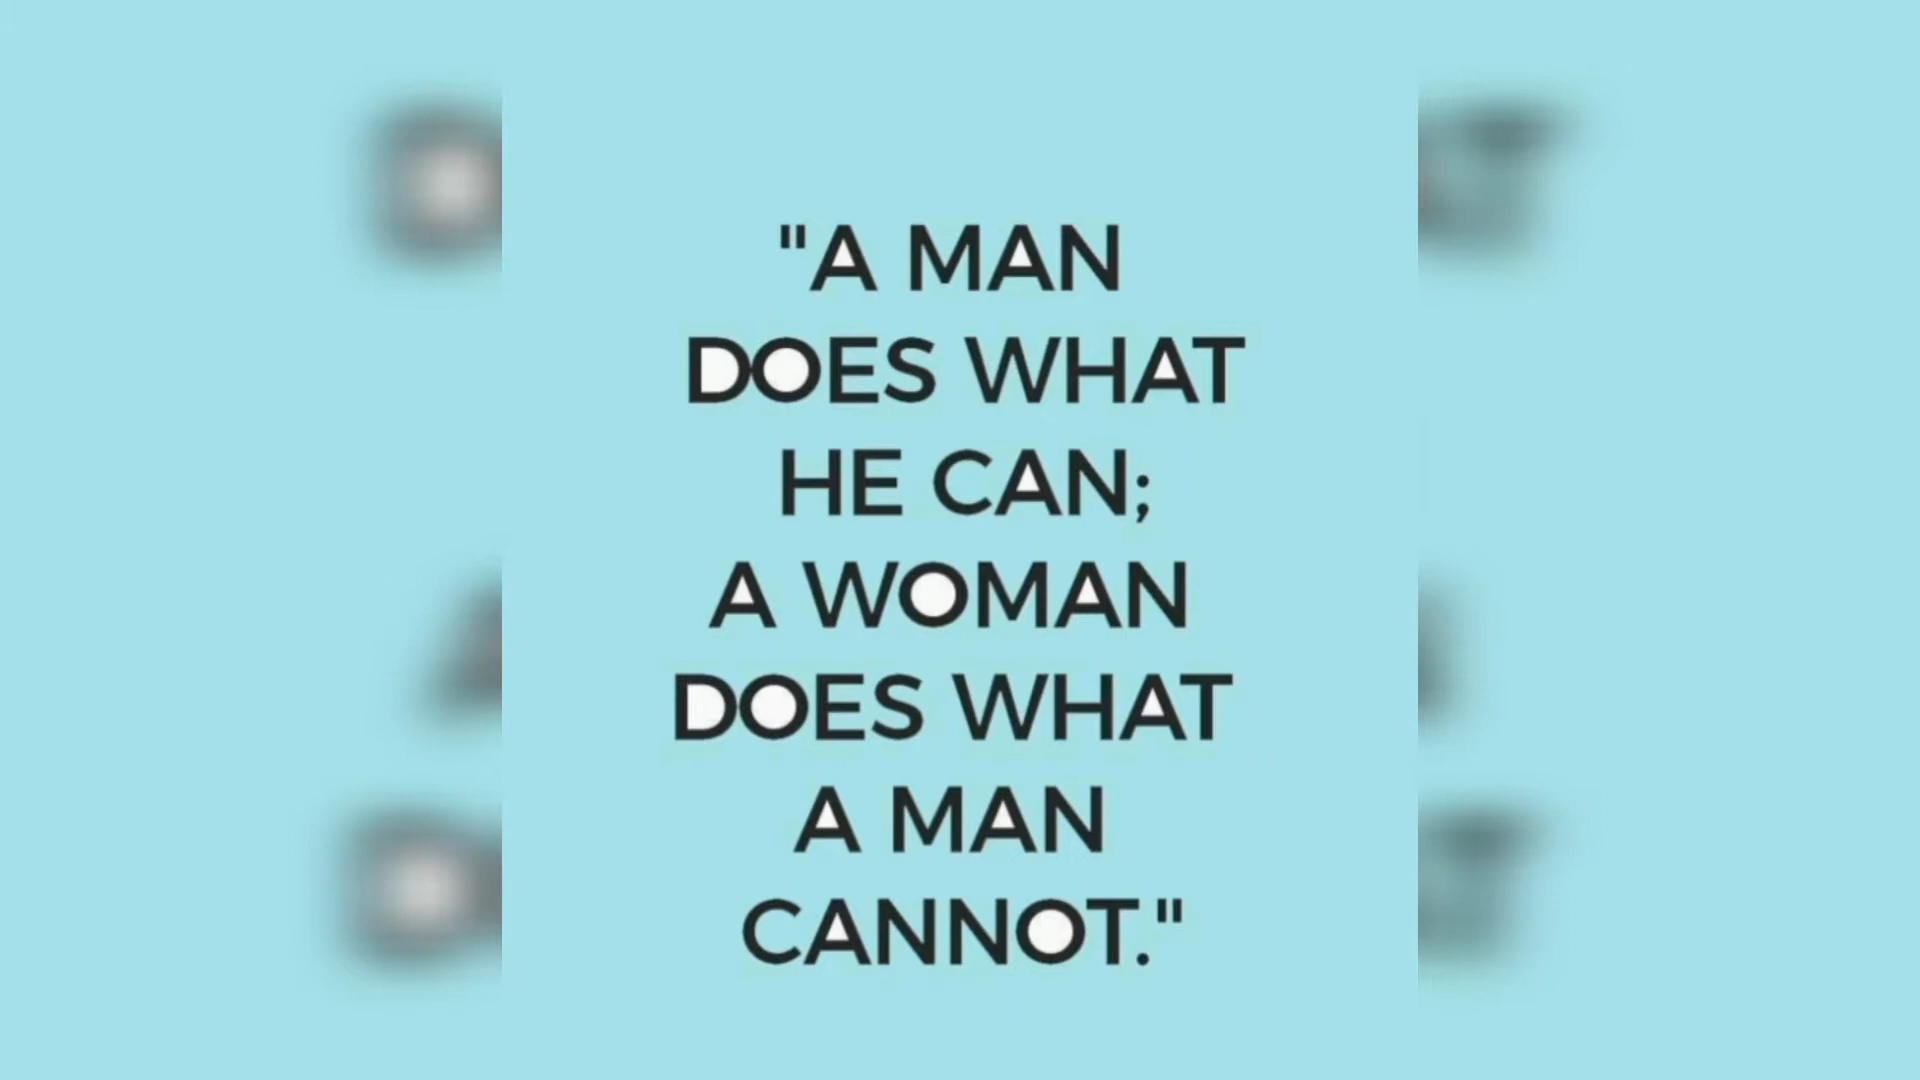 "A MAN
DOES WHAT
HE CAN;
A WOMAN
DOES WHAT
A MAN
CANNOT."